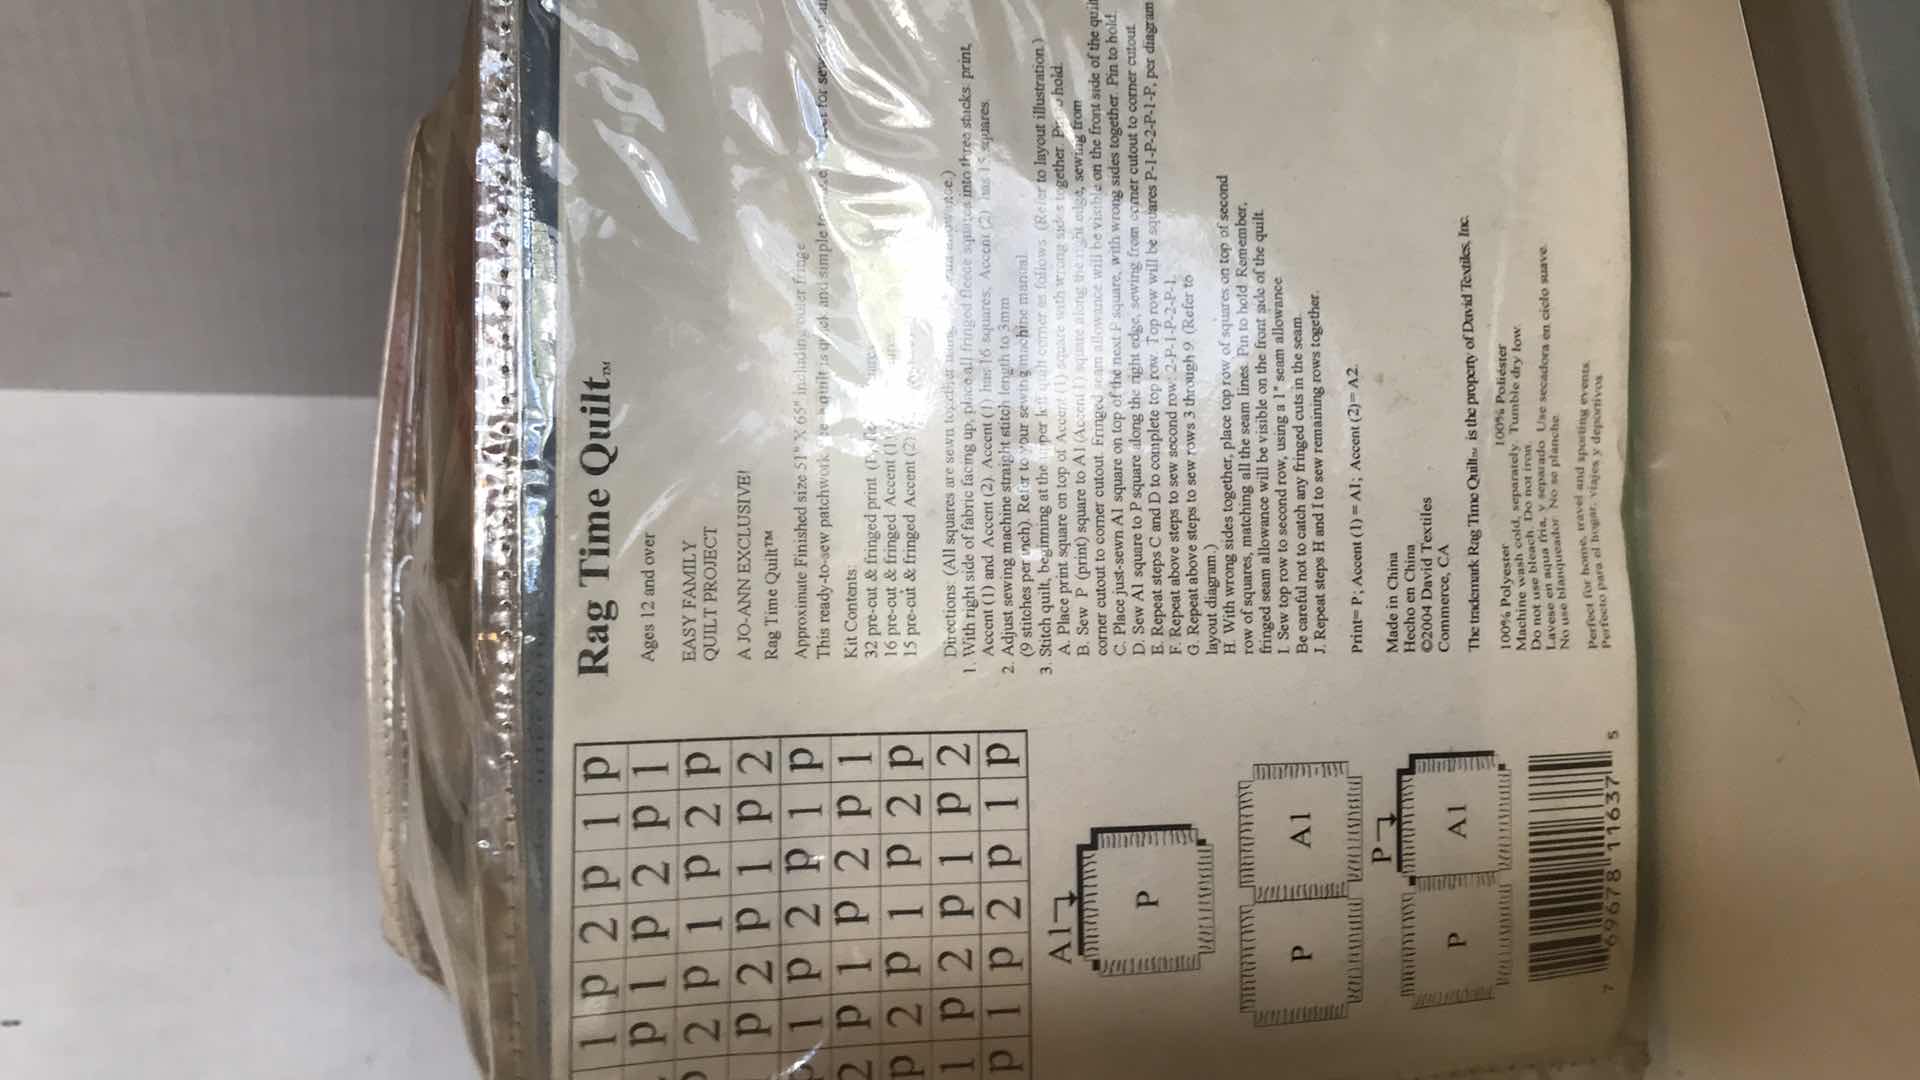 1 p 2 p 1 p
p 1 p 2 p 1
p 2 p 1 p 2 p
p 2 p 1 p 2
p 1 p 2 p 1 p
2 p 1 p 2 p 1
p 2 p 1 p 2 p
1 p 2 p 1 p 2
p 1 p 2 p 1 p
A1
P
P A1
P
P A1
7 69678 11637 5
Rag Time Quilt™
Ages 12 and over
EASY FAMILY
QUILT PROJECT
A JO-ANN EXCLUSIVE!
Rag Time Quilt™
Approximate Finished size 51" X 65" including outer fringe
This ready-to-sew patchwork quilt is quick and simple for
Kit Contents:
32 pre-cut & fringed print
16 pre-cut & fringed Accent (1)
15 pre-cut & fringed Accent (2)
Directions: (All squares are sewn together
1. With right side of fabric facing up, place all fringed fleece squares into three stacks: print,
Accent (1) and Accent (2). Accent (1) has 16 squares, Accent (2) has 15 squares.
2. Adjust sewing machine straight stitch length to 3mm
(9 stitches per inch). Refer to your sewing machine manual.
3. Stitch quilt, beginning at the upper left corner as follows. (Refer to layout illustration.)
A. Place print square on top of Accent (1) square with wrong sides together. Pin to hold.
B. Sew P (print) square to A1 (Accent1) square along the right edge, sewing from
corner cutout to corner cutout. Fringed seam allowance will be visible on the front side of the quilt
C. Place just-sewn A1 square on top of the next P square, with wrong sides together. Pin to hold.
D. Sew A1 square to P square along the right edge, sewing from corner cutout to corner cutout.
E. Repeat steps C and D to complete top row. Top row will be squares P-1-P-2-P-1-P, per diagram
F. Repeat above steps to sew second row: 2-P-1-P-2-P-1.
G. Repeat above steps to sew rows 3 through 9. (Refer to
layout diagram.)
H. With wrong sides together, place top row of squares on top of second
row of squares, matching all the seam lines. Pin to hold. Remember,
fringed seam allowance will be visible on the front side of the quilt.
I. Sew top row to second row, using a 1" seam allowance.
Be careful not to catch any fringed cuts in the seam.
J. Repeat steps H and I to sew remaining rows together.
Print= P; Accent (1) = A1; Accent (2)= A2.
Made in China
Hecho en China
©2004 David Textiles
Commerce, CA
The trademark Rag Time Quilt™ is the property of David Textiles, Inc.
100% Polyester 100% Poliéster
Machine wash cold, separately. Tumble dry low.
Do not use bleach. Do not iron.
Lavese en aqua fria, y separado. Use secadora en ciclo suave.
No use blanqueador. No se planche.
Perfect for home, travel and sporting events
Perfecto para el hogar, viajes y deportivos